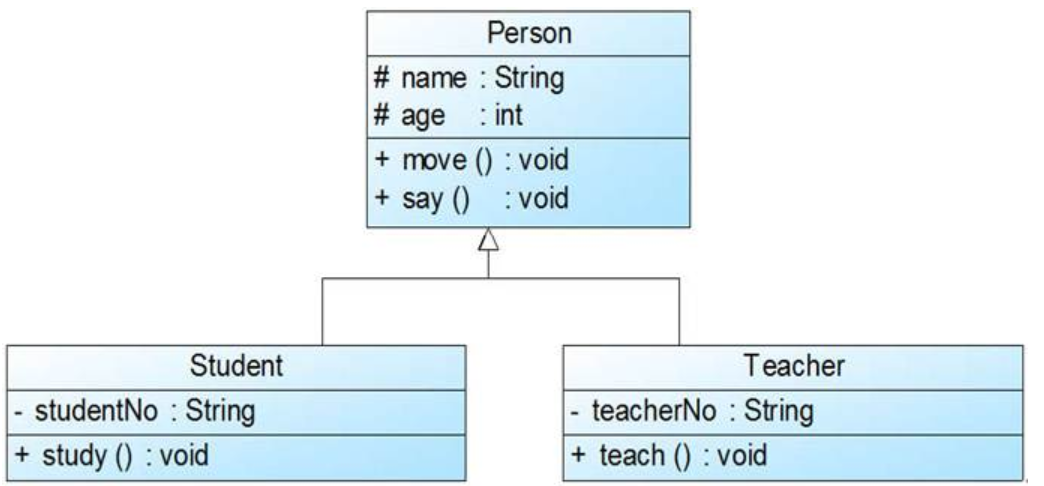 Person
# name : String
# age : int
+ move () : void
+ say () : void
Student
- studentNo : String
+ study () : void
Teacher
- teacherNo : String
+ teach () : void